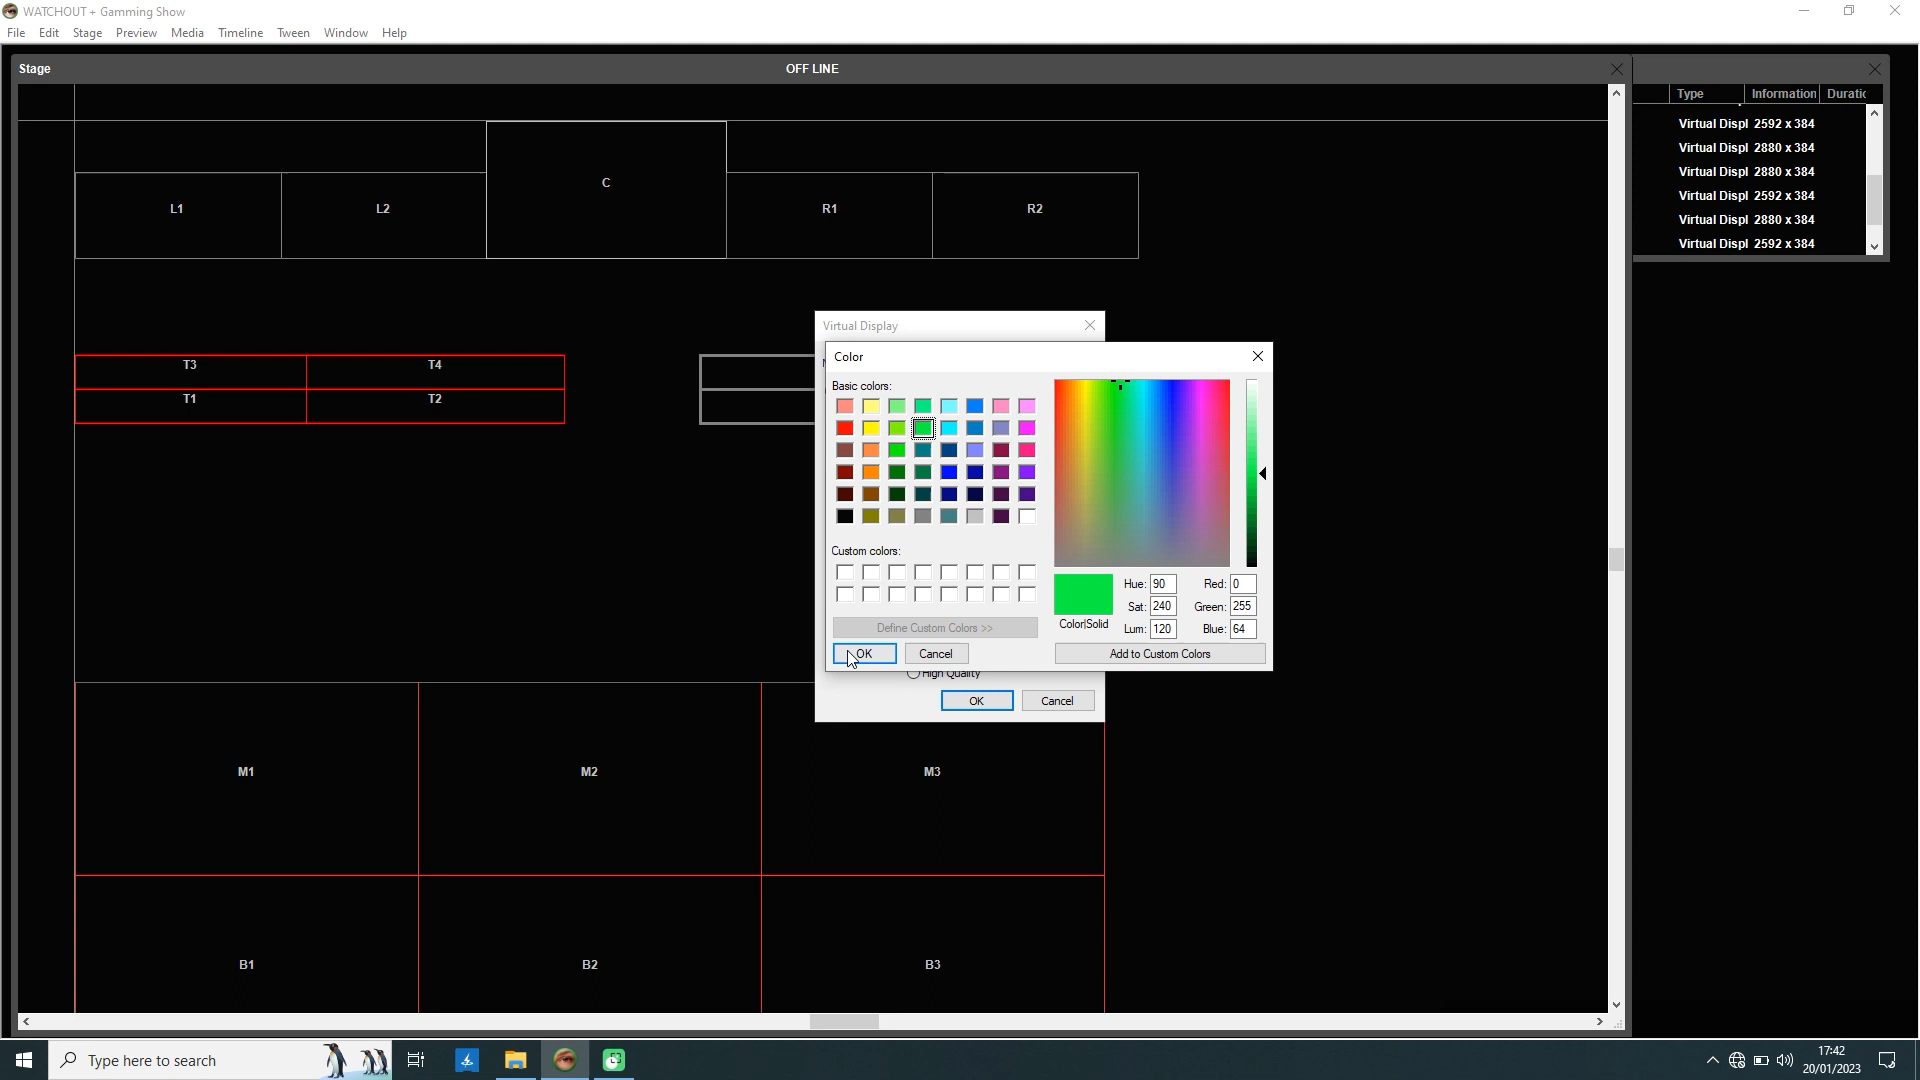 WATCHOUT + Gamming Show
File Edit Stage Preview Media Timeline Tween Window Help
Stage OFF LINE
Type Information
Virtual Displ 2592 x 384
Virtual Displ 2880 x 384
Virtual Displ 2880 x 384
Virtual Displ 2592 x 384
Virtual Displ 2880 x 384
Virtual Displ 2592 x 384
C
L1 L2 R1 R2
T3 T4
T1 T2
Virtual Display
Color
Basic colors:
Custom colors:
Define Custom Colors >>
OK Cancel
Hue: 90 Red: 0
Sat: 240 Green: 255
Color|Solid
Lum: 120 Blue: 64
Add to Custom Colors
High Quality
OK Cancel
M1 M2 M3
B1 B2 B3
Type here to search
17:42
20/01/2023